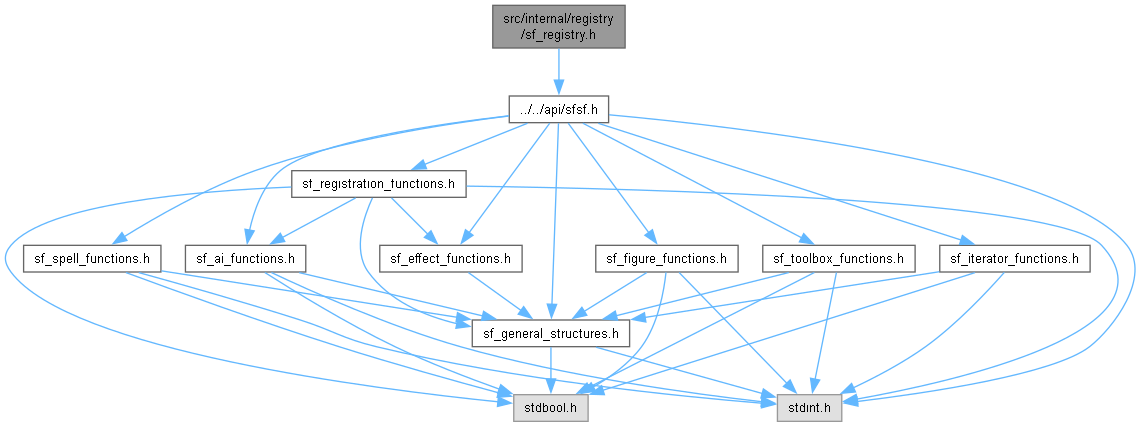 src/internal/registry
/sf_registry.h
../../api/sfsf.h
sf_registration_functions.h
sf_spell_functions.h
sf_ai_functions.h
sf_effect_functions.h
sf_figure_functions.h
sf_toolbox_functions.h
sf_iterator_functions.h
sf_general_structures.h
stdbool.h
stdint.h